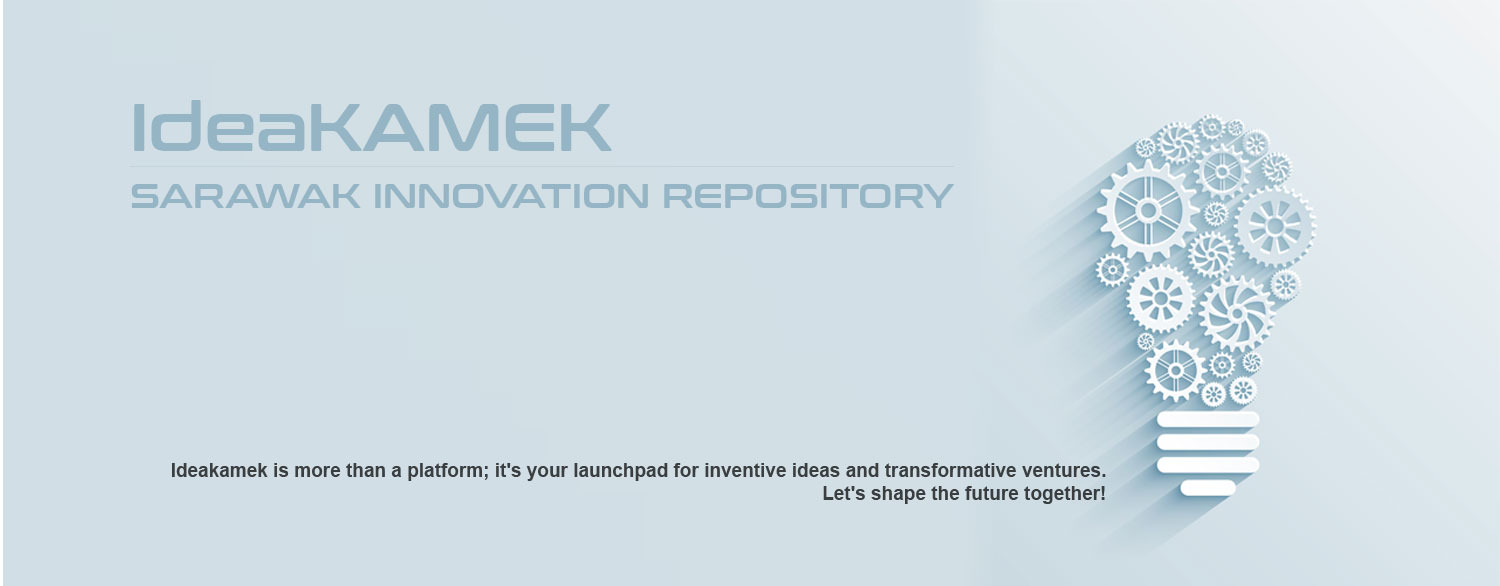 IdeaKAMEK
SARAWAK INNOVATION REPOSITORY
Ideakamek is more than a platform; it's your launchpad for inventive ideas and transformative ventures.
Let's shape the future together!